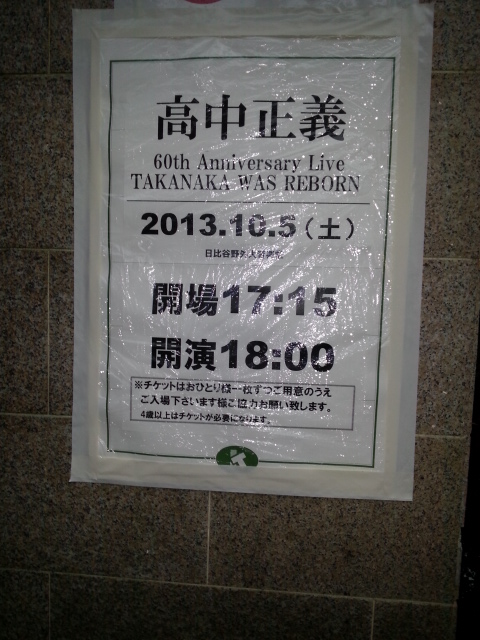 高中正義
60th Anniversary Live
TAKANAKA WAS REBORN
2013.10.5(土)
日比谷野外大音楽堂
開場17:15
開演18:00
※チケットはおひとり様一枚ずつご用意のうえ
ご入場下さいます様ご協力お願い致します。
4歳以上はチケットが必要になります。